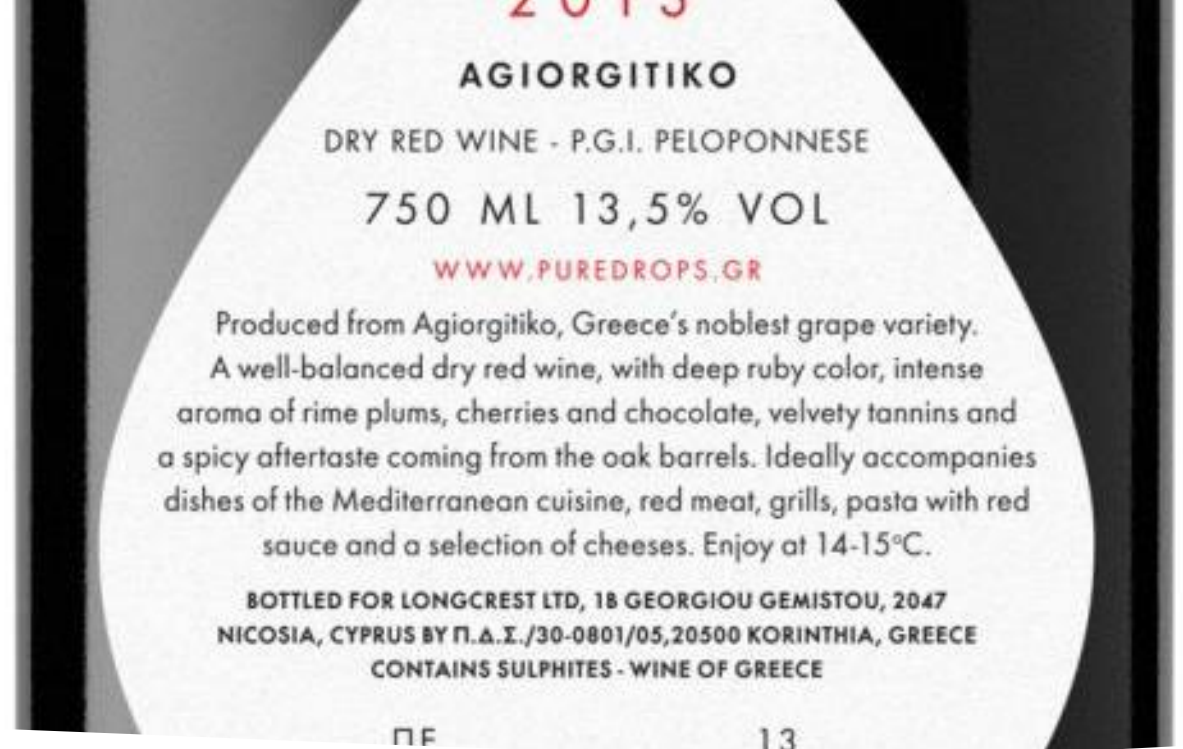 2013
AGIORGITIKO
DRY RED WINE - P.G.I. PELOPONNESE
750 ML 13,5% VOL
WWW.PUREDROPS.GR
Produced from Agiorgitiko, Greece's noblest grape variety.
A well-balanced dry red wine, with deep ruby color, intense
aroma of rime plums, cherries and chocolate, velvety tannins and
a spicy aftertaste coming from the oak barrels. Ideally accompanies
dishes of the Mediterranean cuisine, red meat, grills, pasta with red
sauce and a selection of cheeses. Enjoy at 14-15°C.
BOTTLED FOR LONGCREST LTD, 1B GEORGIOU GEMISTOU, 2047
NICOSIA, CYPRUS BY Π.Δ.Σ./30-0801/05,20500 KORINTHIA, GREECE
CONTAINS SULPHITES - WINE OF GREECE
ΠΕ 13